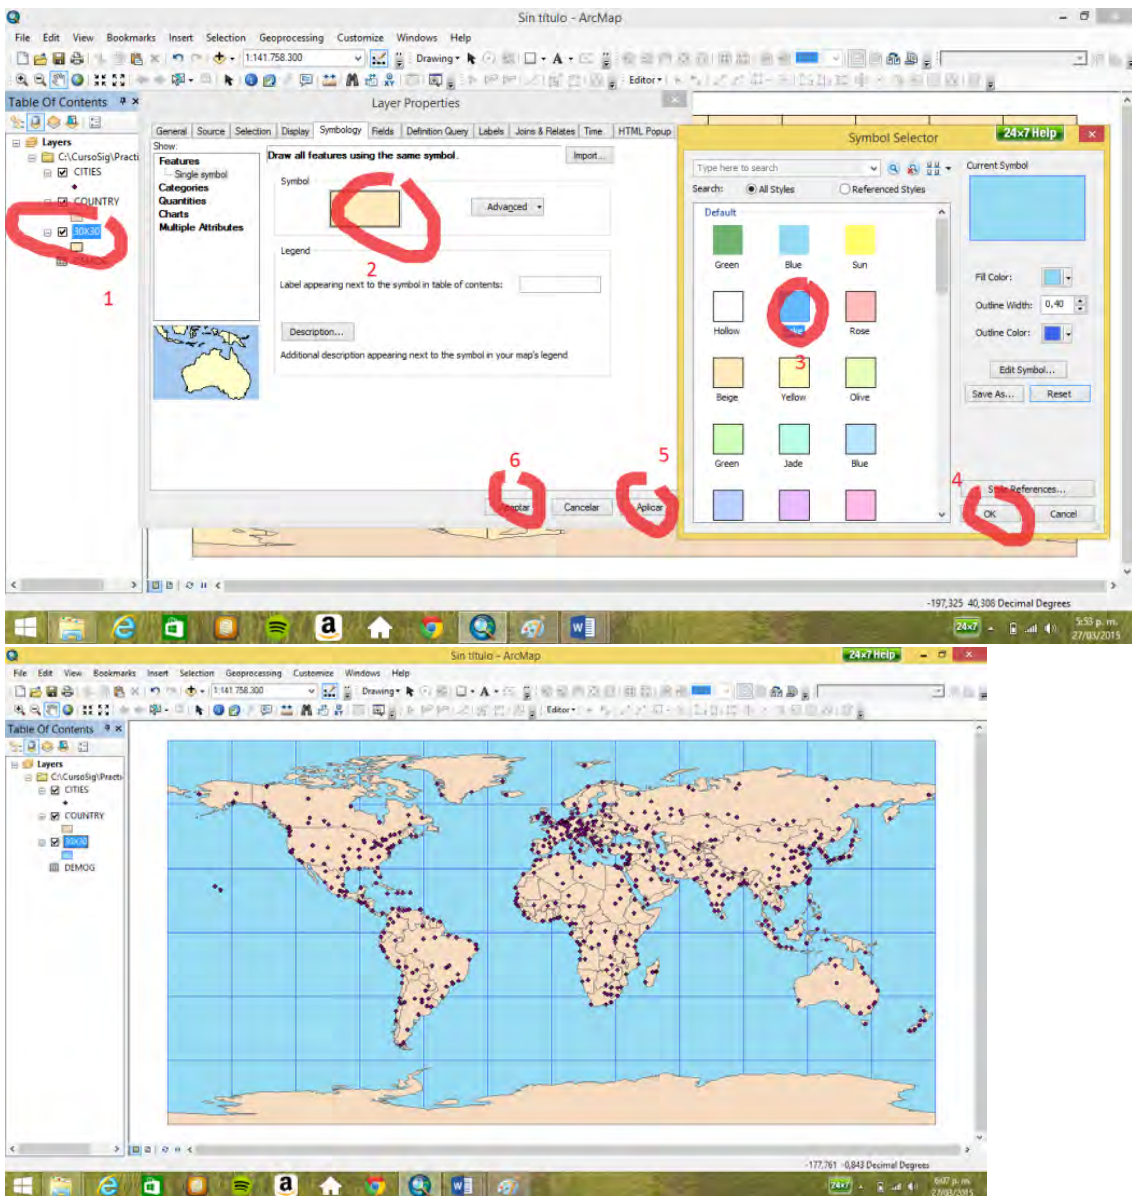 Sin título - ArcMap
File Edit View Bookmarks Insert Selection Geoprocessing Customize Windows Help
1:141.758.300
Drawing
Editor
Table Of Contents
Layer Properties
Layers
C:\CursoSig\Practi
CITIES
COUNTRY
30X30
1
General Source Selection Display Symbology Fields Definition Query Labels Joins & Relates Time HTML Popup
Show:
Features
Single symbol
Categories
Quantities
Charts
Multiple Attributes
Draw all features using the same symbol.
Import...
Symbol
Advanced
2
Legend
Label appearing next to the symbol in table of contents:
Description...
Additional description appearing next to the symbol in your map's legend
6
5
Aceptar Cancelar Aplicar
Symbol Selector
24x7 Help
Type here to search
Search: All Styles Referenced Styles
Default
Green Blue Sun
Hollow Rose
3
Beige Yellow Olive
Green Jade Blue
Current Symbol
Fill Color:
Outline Width: 0,40
Outline Color:
Edit Symbol...
Save As... Reset
4
Style References...
OK Cancel
-197,325 40,308 Decimal Degrees
a
24x7
5:53 p. m.
27/03/2015
Sin título - ArcMap
24x7 Help
File Edit View Bookmarks Insert Selection Geoprocessing Customize Windows Help
1:141.758.300
Drawing
Editor
Table Of Contents
Layers
C:\CursoSig\Practi
CITIES
COUNTRY
30X30
DEMOG
-177,761 -0,843 Decimal Degrees
a
24x7
6:07 p. m.
27/03/2015